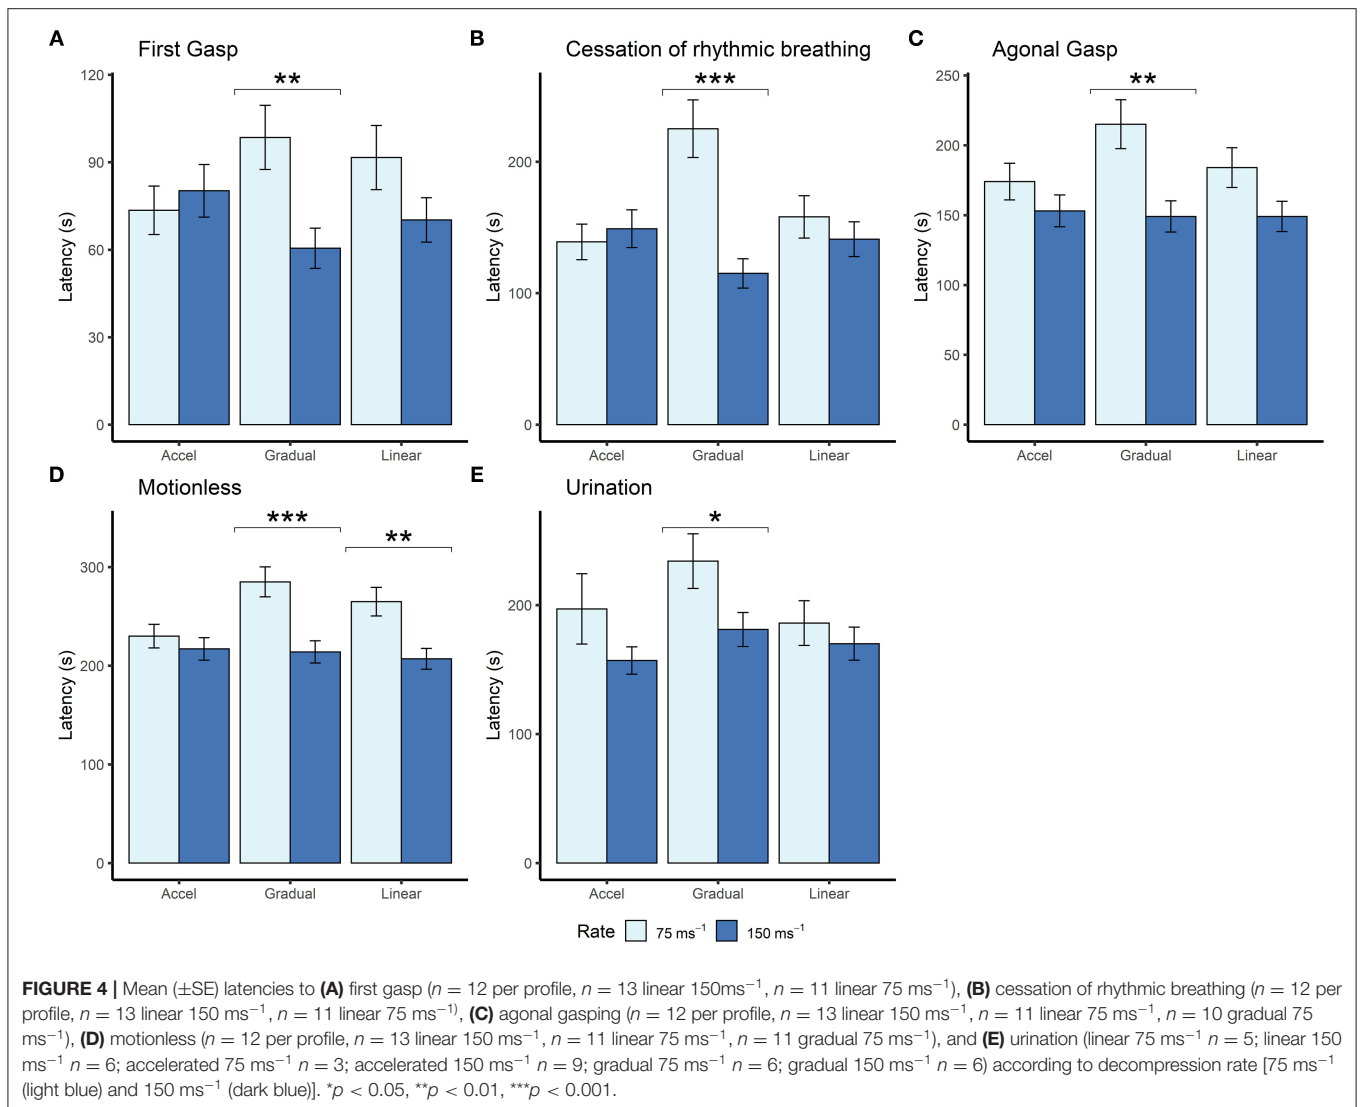 A First Gasp
**
120
90
60
30
0
Latency (s)
Accel Gradual Linear
B Cessation of rhythmic breathing
***
200
100
0
Latency (s)
Accel Gradual Linear
C Agonal Gasp
**
250
200
150
100
50
0
Latency (s)
Accel Gradual Linear
D Motionless
***
**
300
200
100
0
Latency (s)
Accel Gradual Linear
E Urination
*
200
100
0
Latency (s)
Accel Gradual Linear
Rate 75 ms⁻¹ 150 ms⁻¹
FIGURE 4 | Mean (±SE) latencies to (A) first gasp (n = 12 per profile, n = 13 linear 150ms⁻¹, n = 11 linear 75 ms⁻¹), (B) cessation of rhythmic breathing (n = 12 per
profile, n = 13 linear 150 ms⁻¹, n = 11 linear 75 ms⁻¹⁾, (C) agonal gasping (n = 12 per profile, n = 13 linear 150 ms⁻¹, n = 11 linear 75 ms⁻¹, n = 10 gradual 75
ms⁻¹), (D) motionless (n = 12 per profile, n = 13 linear 150 ms⁻¹, n = 11 linear 75 ms⁻¹, n = 11 gradual 75 ms⁻¹), and (E) urination (linear 75 ms⁻¹ n = 5; linear 150
ms⁻¹ n = 6; accelerated 75 ms⁻¹ n = 3; accelerated 150 ms⁻¹ n = 9; gradual 75 ms⁻¹ n = 6; gradual 150 ms⁻¹ n = 6) according to decompression rate [75 ms⁻¹
(light blue) and 150 ms⁻¹ (dark blue)]. *p < 0.05, **p < 0.01, ***p < 0.001.